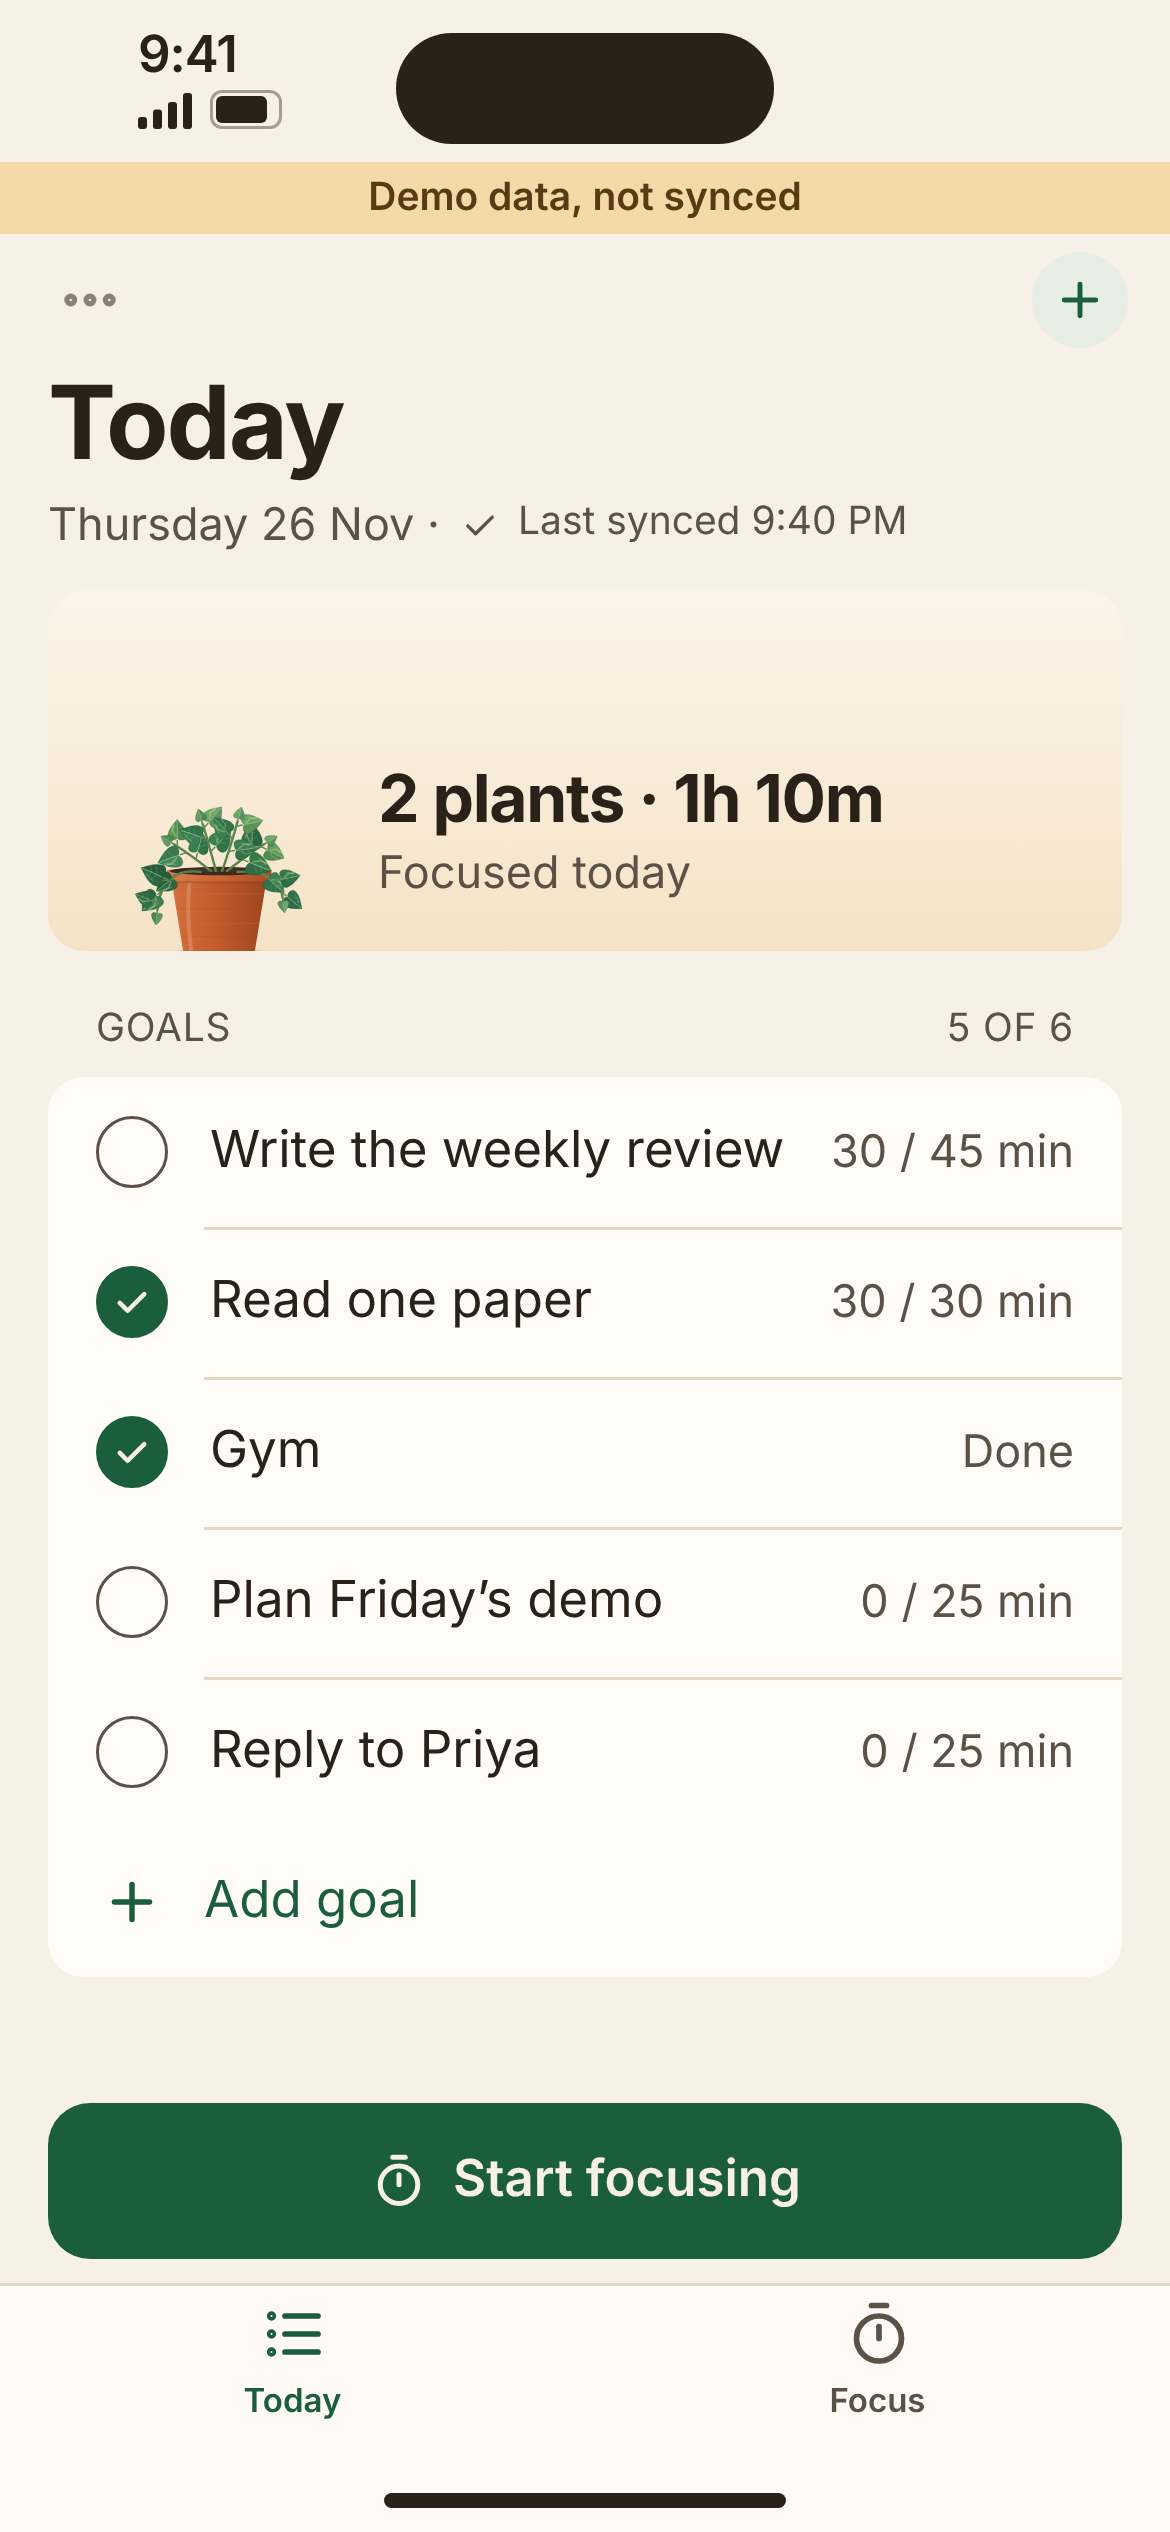 9:41
Demo data, not synced
Today
Thursday 26 Nov · Last synced 9:40 PM
2 plants · 1h 10m
Focused today
GOALS 5 OF 6
Write the weekly review 30 / 45 min
Read one paper 30 / 30 min
Gym Done
Plan Friday’s demo 0 / 25 min
Reply to Priya 0 / 25 min
Add goal
Start focusing
Today Focus